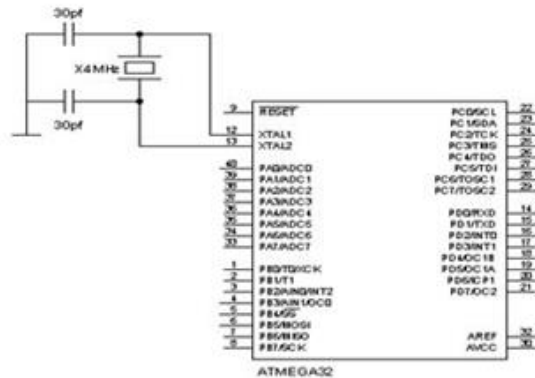 30pf
X4MHz
30pf
9 RESET
12 XTAL1
13 XTAL2
40 PA0/ADC0
39 PA1/ADC1
38 PA2/ADC2
37 PA3/ADC3
36 PA4/ADC4
35 PA5/ADC5
34 PA6/ADC6
33 PA7/ADC7
1 PB0/T0/XCK
2 PB1/T1
3 PB2/AIN0/INT2
4 PB3/AIN1/OC0
5 PB4/SS
6 PB5/MOSI
7 PB6/MISO
8 PB7/SCK
PC0/SCL 22
PC1/SDA 23
PC2/TCK 24
PC3/TMS 25
PC4/TDO 26
PC5/TDI 27
PC6/TOSC1 28
PC7/TOSC2 29
PD0/RXD 14
PD1/TXD 15
PD2/INT0 16
PD3/INT1 17
PD4/OC1B 18
PD5/OC1A 19
PD6/ICP1 20
PD7/OC2 21
AREF 32
AVCC 30
ATMEGA32